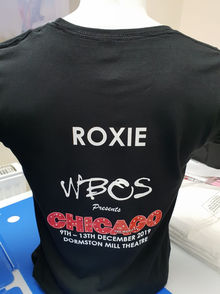 ROXIE
WBOS
Presents
CHICAGO
9TH - 13TH DECEMBER 2019
DORMSTON MILL THEATRE